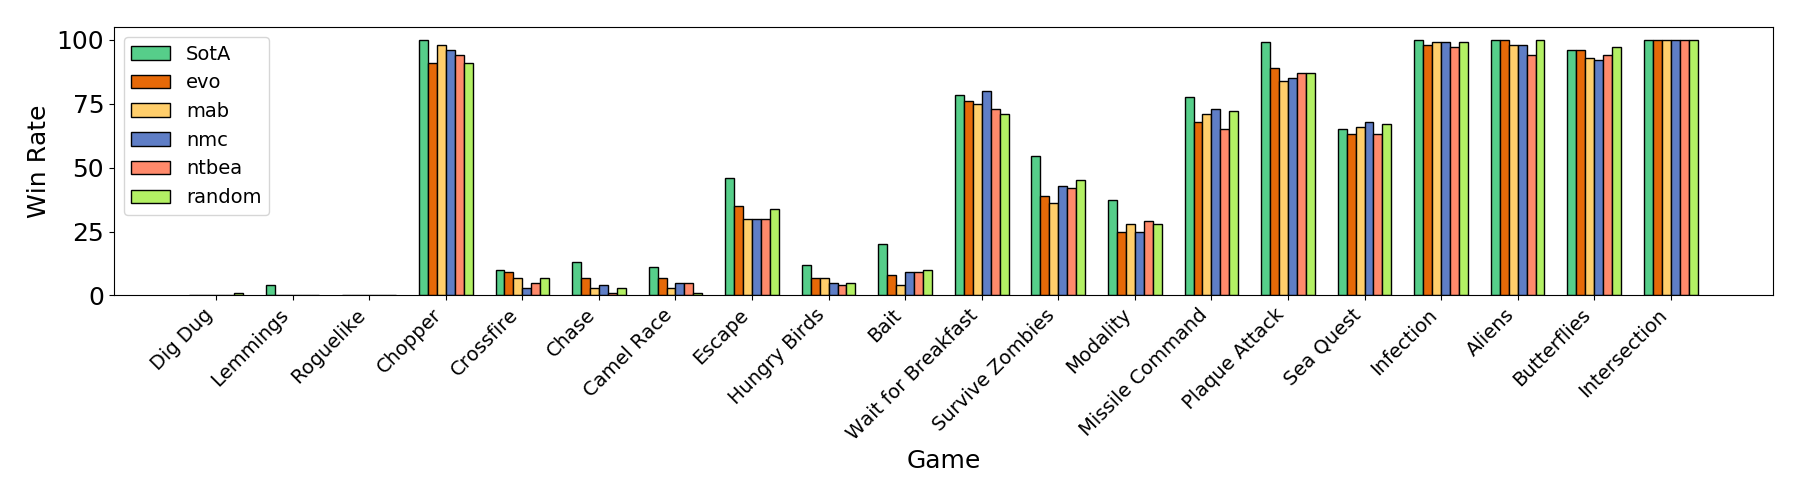 100
75
50
25
0
Win Rate
SotA
evo
mab
nmc
ntbea
random
Dig Dug
Lemmings
Roguelike
Chopper
Crossfire
Chase
Camel Race
Escape
Hungry Birds
Bait
Wait for Breakfast
Survive Zombies
Modality
Missile Command
Plaque Attack
Sea Quest
Infection
Aliens
Butterflies
Intersection
Game